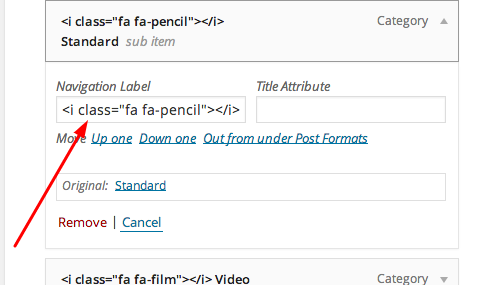 <i class="fa fa-pencil"></i> Category
Standard sub item
Navigation Label Title Attribute
<i class="fa fa-pencil"></i>
Move Up one Down one Out from under Post Formats
Original: Standard
Remove | Cancel
<i class="fa fa-film"></i> Video Category